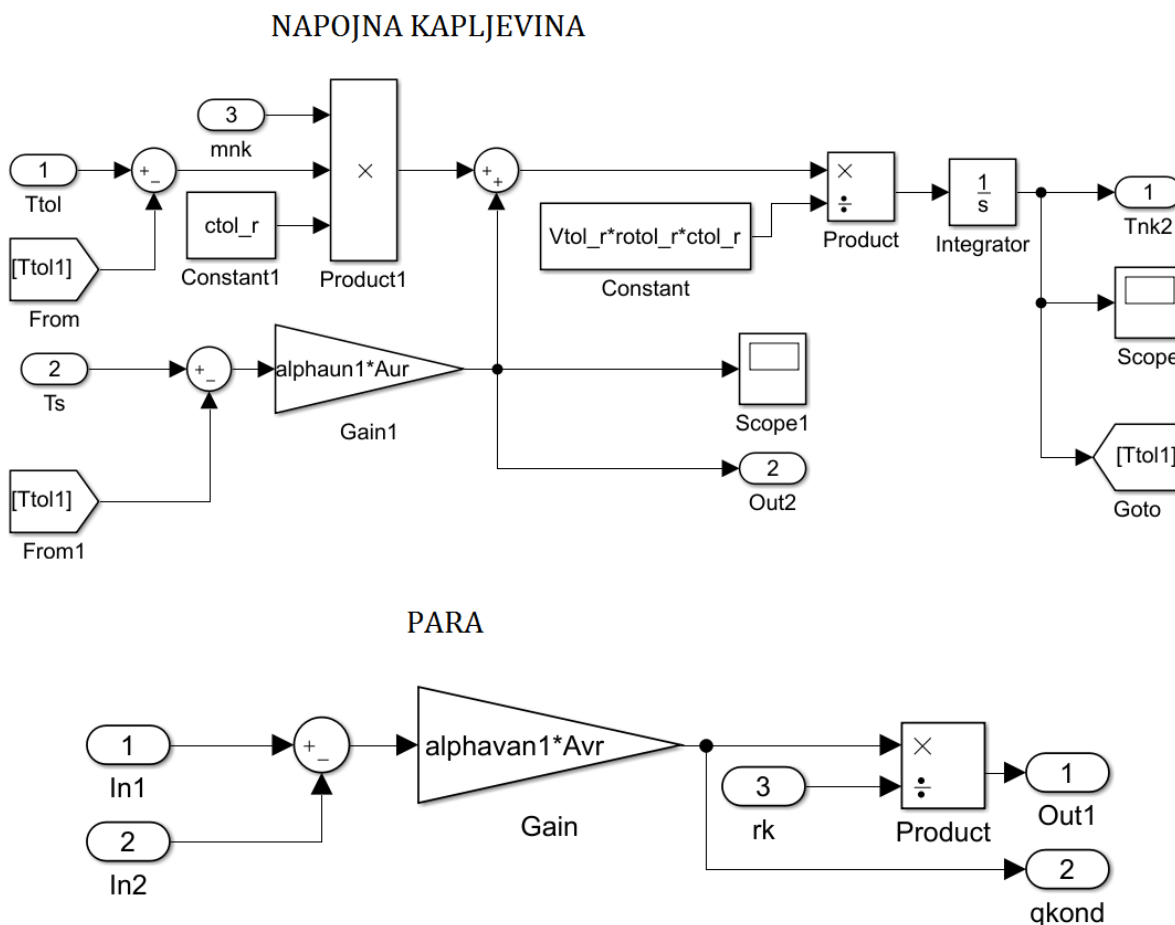 NAPOJNA KAPLJEVINA
3
mnk
1
Ttol
+
−
[Ttol1]
From
ctol_r
Constant1
×
Product1
+
+
Vtol_r*rotol_r*ctol_r
Constant
×
÷
Product
1
s
Integrator
1
Tnk2
Scope
2
Ts
+
−
alphaun1*Aur
Gain1
Scope1
[Ttol1]
From1
2
Out2
[Ttol1]
Goto
PARA
1
In1
2
In2
+
−
alphavan1*Avr
Gain
3
rk
×
÷
Product
1
Out1
2
qkond